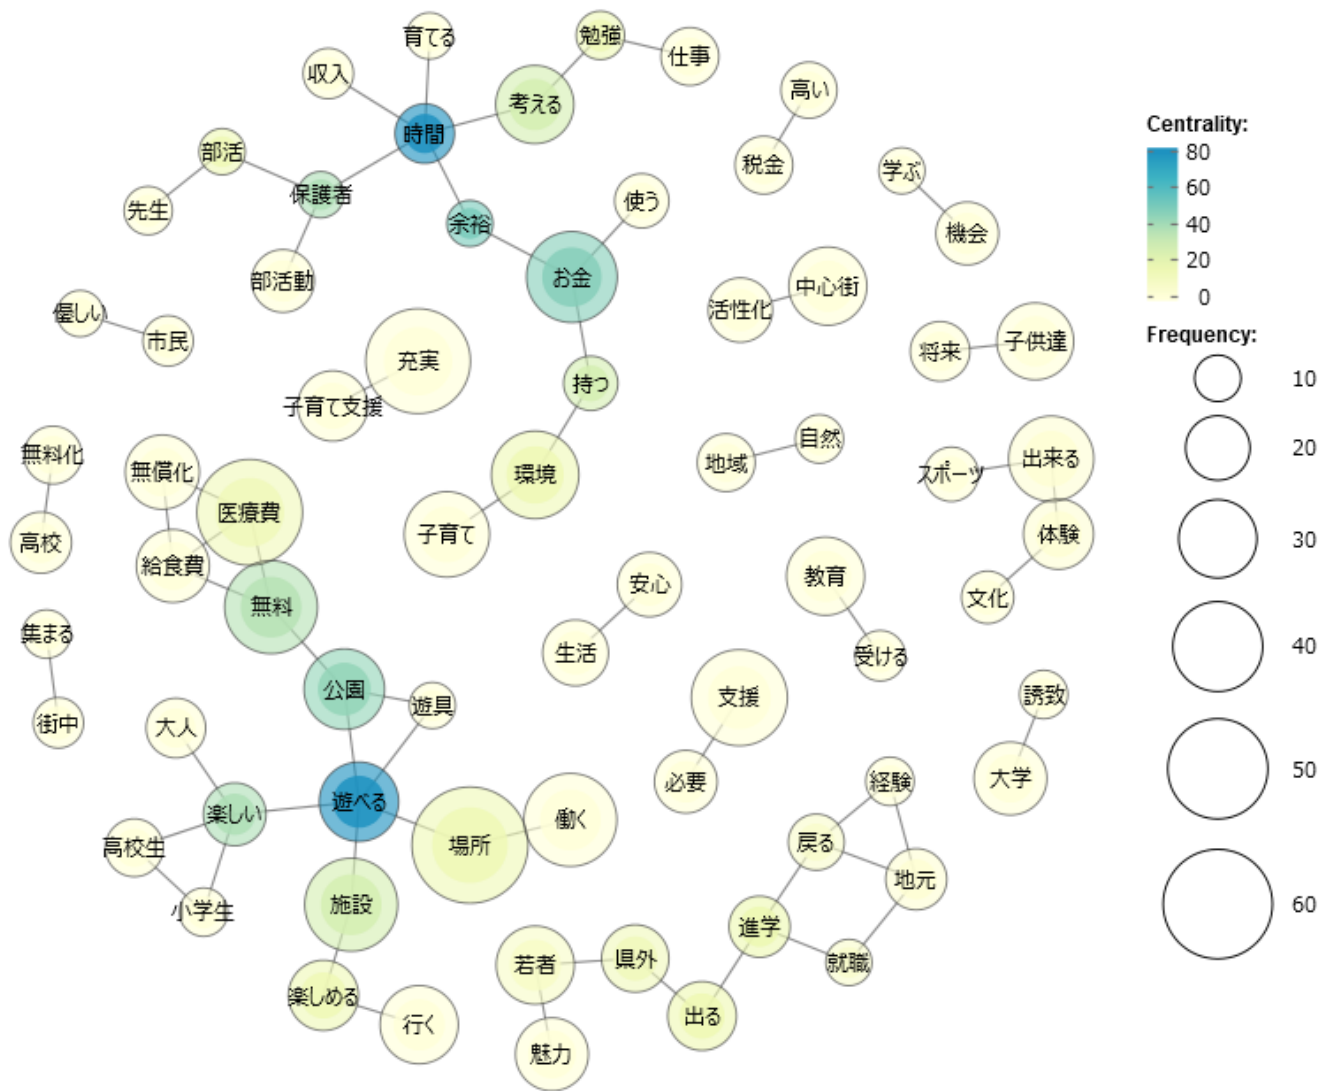 育てる
勉強
仕事
収入
考える
高い
時間
部活
税金
学ぶ
保護者
先生
余裕
使う
機会
部活動
お金
活性化
中心街
優しい
市民
充実
将来
子供達
持つ
子育て支援
無料化
無償化
自然
地域
スポーツ
出来る
環境
医療費
高校
子育て
体験
給食費
無料
安心
教育
文化
集まる
生活
受ける
公園
遊具
支援
誘致
街中
大人
必要
経験
大学
遊べる
楽しい
働く
場所
高校生
戻る
地元
小学生
施設
進学
就職
若者
県外
楽しめる
行く
出る
魅力
Centrality:
80
60
40
20
0
Frequency:
10
20
30
40
50
60